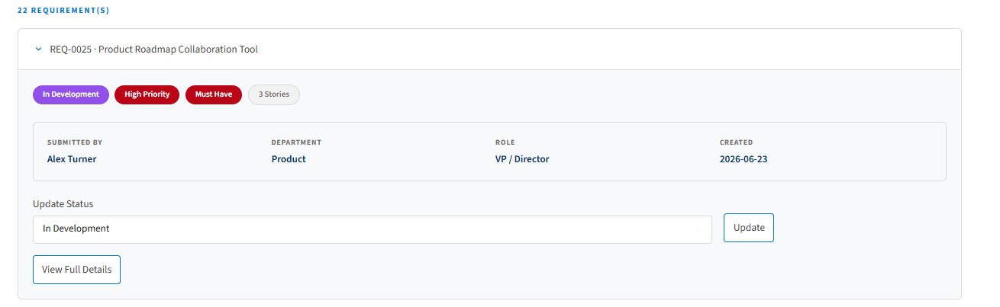 22 REQUIREMENT(S)
REQ-0025 · Product Roadmap Collaboration Tool
In Development High Priority Must Have 3 Stories
SUBMITTED BY DEPARTMENT ROLE CREATED
Alex Turner Product VP / Director 2026-06-23
Update Status
In Development Update
View Full Details